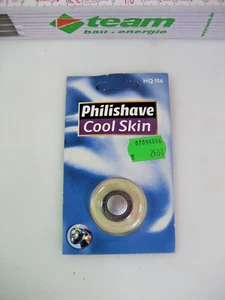 team
bau - energie
HQ 156
Philishave
Cool Skin